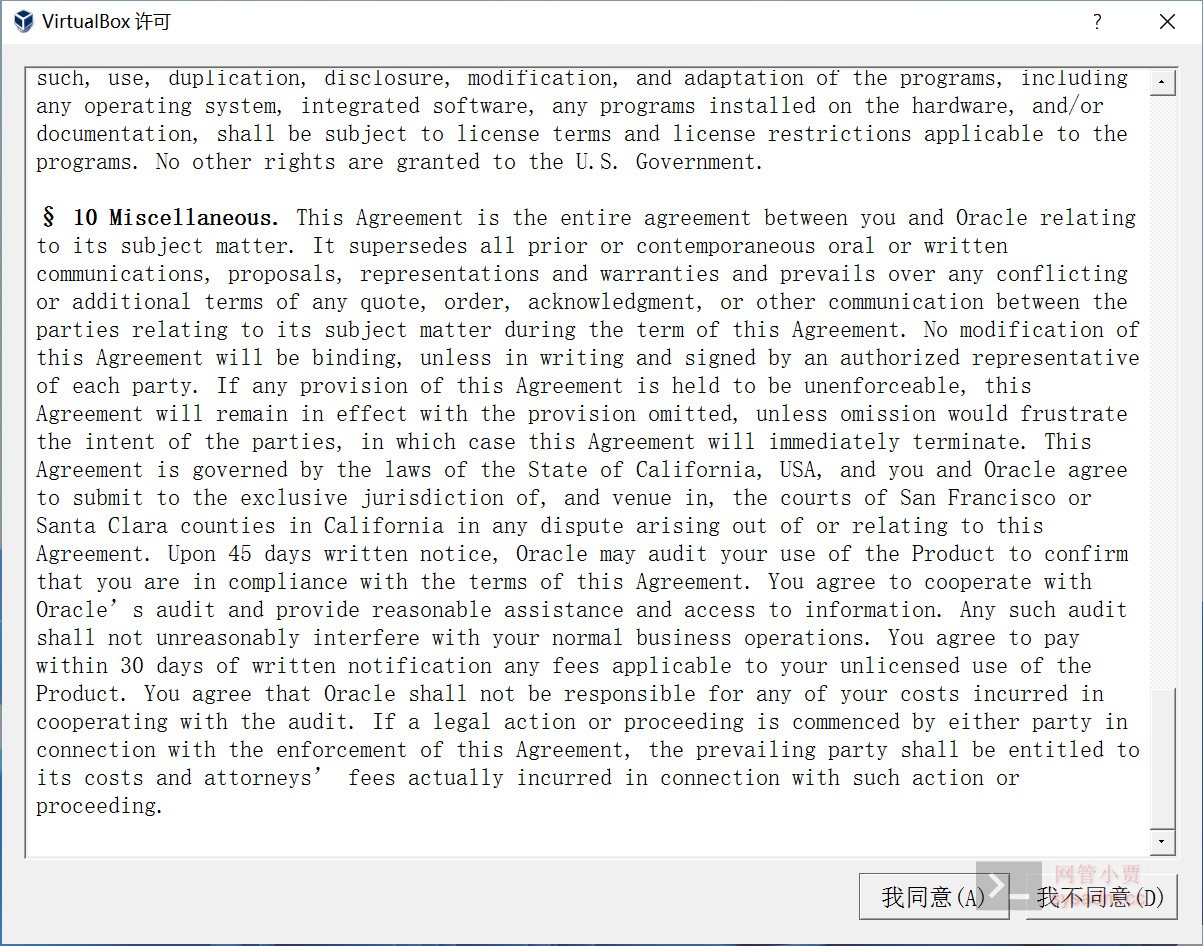 VirtualBox 许可
?
such, use, duplication, disclosure, modification, and adaptation of the programs, including
any operating system, integrated software, any programs installed on the hardware, and/or
documentation, shall be subject to license terms and license restrictions applicable to the
programs. No other rights are granted to the U.S. Government.
§ 10 Miscellaneous. This Agreement is the entire agreement between you and Oracle relating
to its subject matter. It supersedes all prior or contemporaneous oral or written
communications, proposals, representations and warranties and prevails over any conflicting
or additional terms of any quote, order, acknowledgment, or other communication between the
parties relating to its subject matter during the term of this Agreement. No modification of
this Agreement will be binding, unless in writing and signed by an authorized representative
of each party. If any provision of this Agreement is held to be unenforceable, this
Agreement will remain in effect with the provision omitted, unless omission would frustrate
the intent of the parties, in which case this Agreement will immediately terminate. This
Agreement is governed by the laws of the State of California, USA, and you and Oracle agree
to submit to the exclusive jurisdiction of, and venue in, the courts of San Francisco or
Santa Clara counties in California in any dispute arising out of or relating to this
Agreement. Upon 45 days written notice, Oracle may audit your use of the Product to confirm
that you are in compliance with the terms of this Agreement. You agree to cooperate with
Oracle’s audit and provide reasonable assistance and access to information. Any such audit
shall not unreasonably interfere with your normal business operations. You agree to pay
within 30 days of written notification any fees applicable to your unlicensed use of the
Product. You agree that Oracle shall not be responsible for any of your costs incurred in
cooperating with the audit. If a legal action or proceeding is commenced by either party in
connection with the enforcement of this Agreement, the prevailing party shall be entitled to
its costs and attorneys’ fees actually incurred in connection with such action or
proceeding.
网管小贾
我同意(A) 我不同意(D)